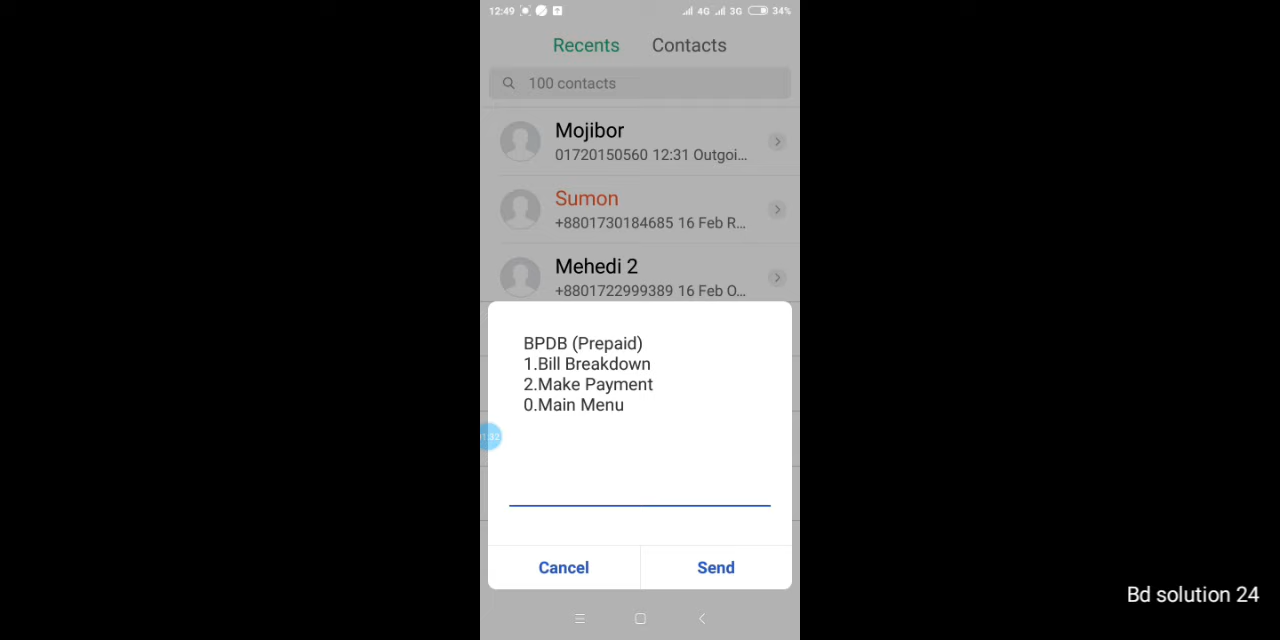 12:49 4G 3G 34%
Recents Contacts
100 contacts
Mojibor
01720150560 12:31 Outgoi...
Sumon
+8801730184685 16 Feb R...
Mehedi 2
+8801722999389 16 Feb O...
BPDB (Prepaid)
1.Bill Breakdown
2.Make Payment
0.Main Menu
Cancel Send
Bd solution 24